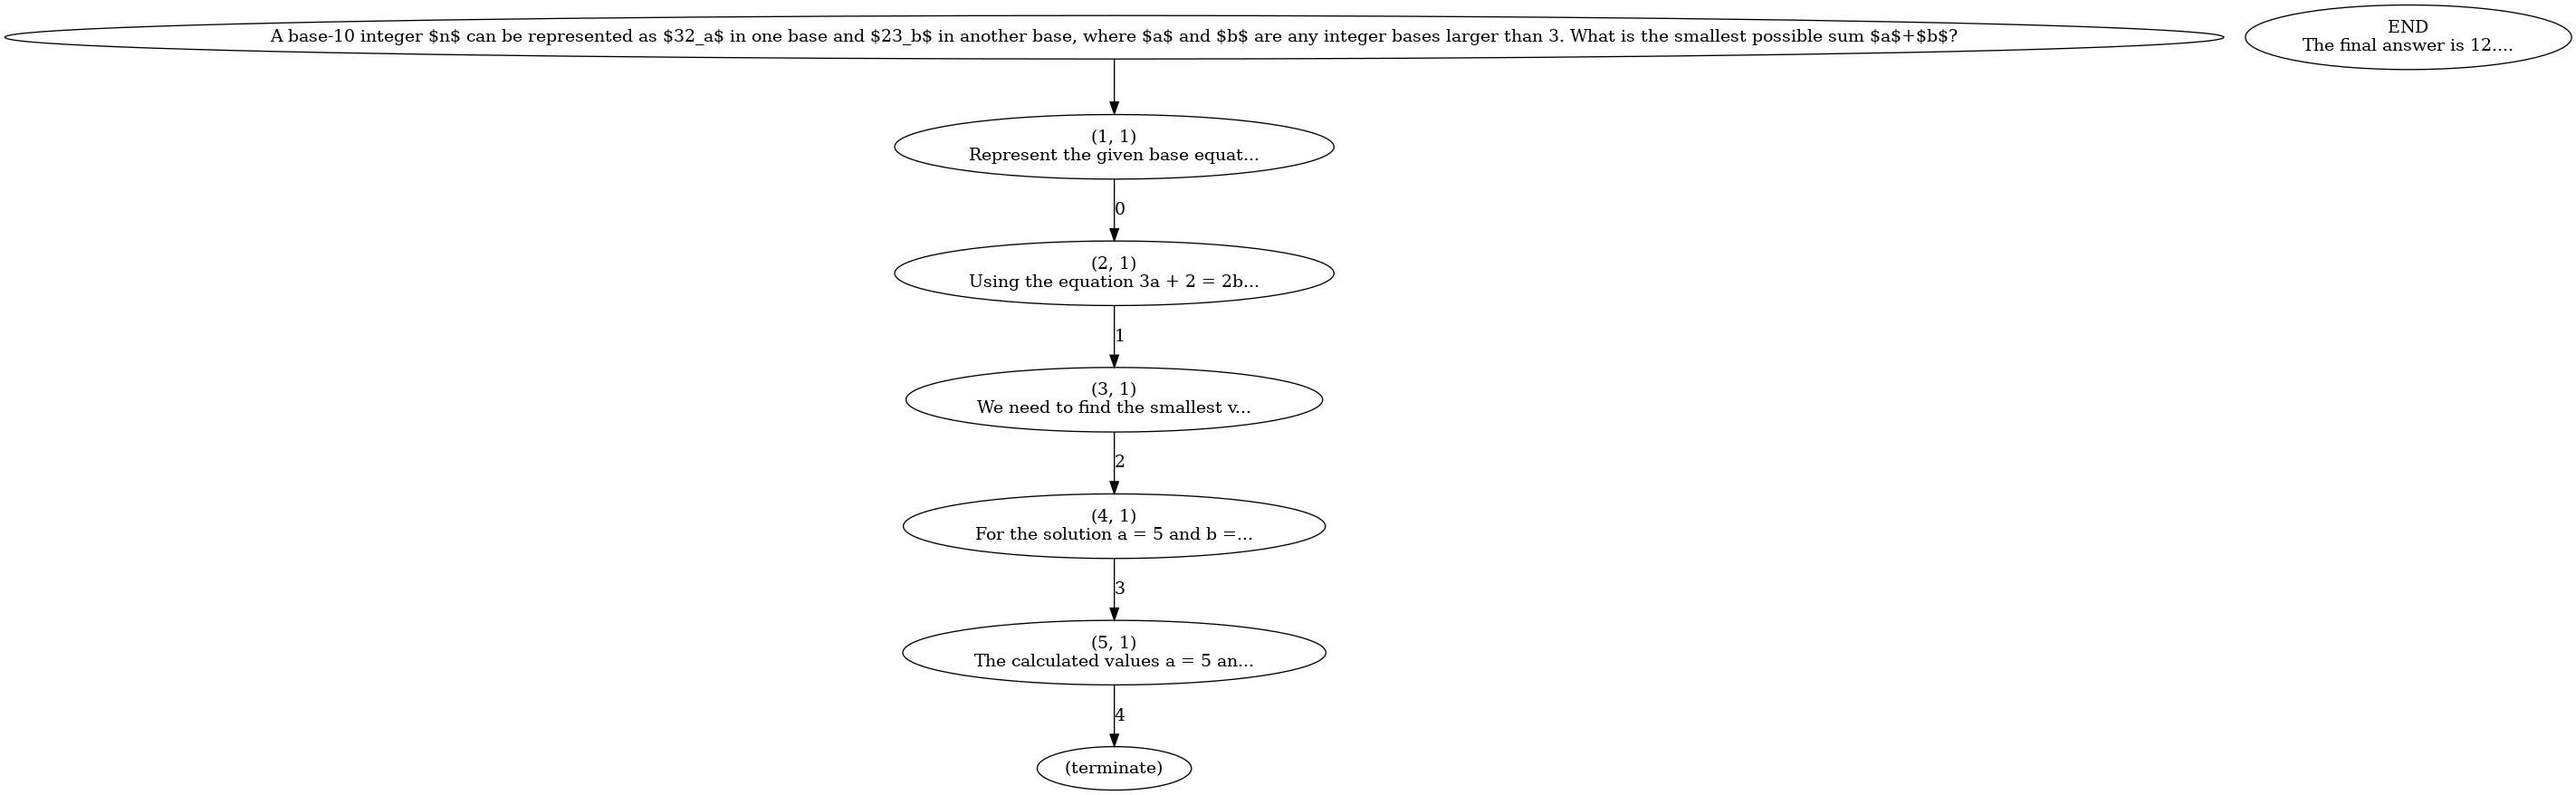 A base-10 integer $n$ can be represented as $32_a$ in one base and $23_b$ in another base, where $a$ and $b$ are any integer bases larger than 3. What is the smallest possible sum $a$+$b$?
END
The final answer is 12....
(1, 1)
Represent the given base equat...
0
(2, 1)
Using the equation 3a + 2 = 2b...
1
(3, 1)
We need to find the smallest v...
2
(4, 1)
For the solution a = 5 and b =...
3
(5, 1)
The calculated values a = 5 an...
4
(terminate)